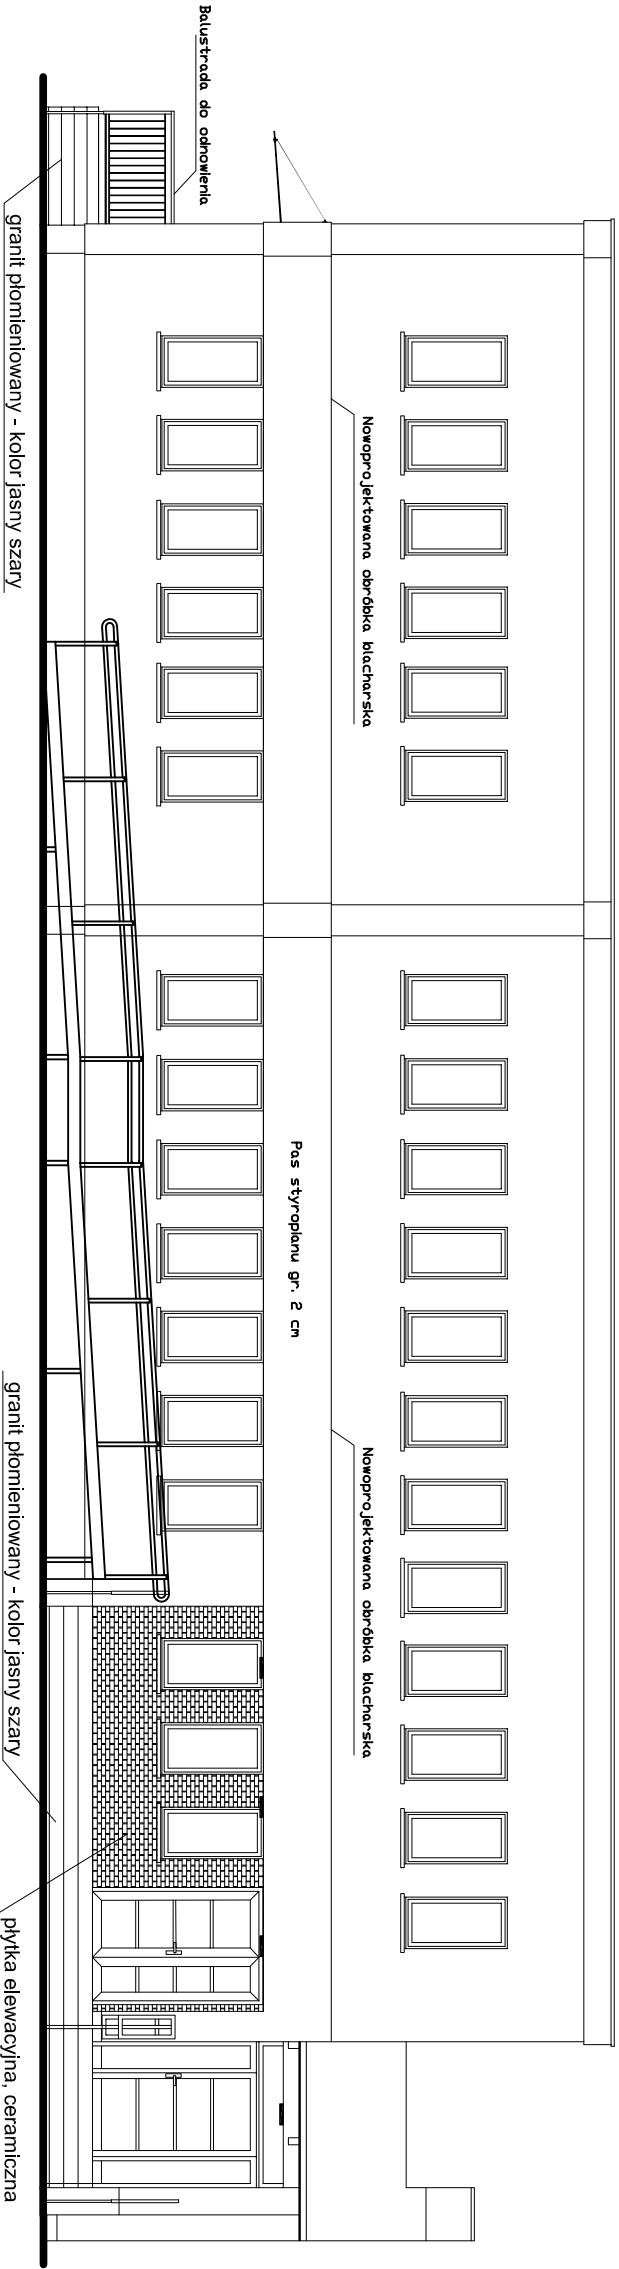 Balustrada do odnowienia
granit płomieniowany - kolor jasny szary
Nowoprojektowana obróbka blacharska
Pas styropianu gr. 2 cm
Nowoprojektowana obróbka blacharska
granit płomieniowany - kolor jasny szary
płytka elewacyjna, ceramiczna